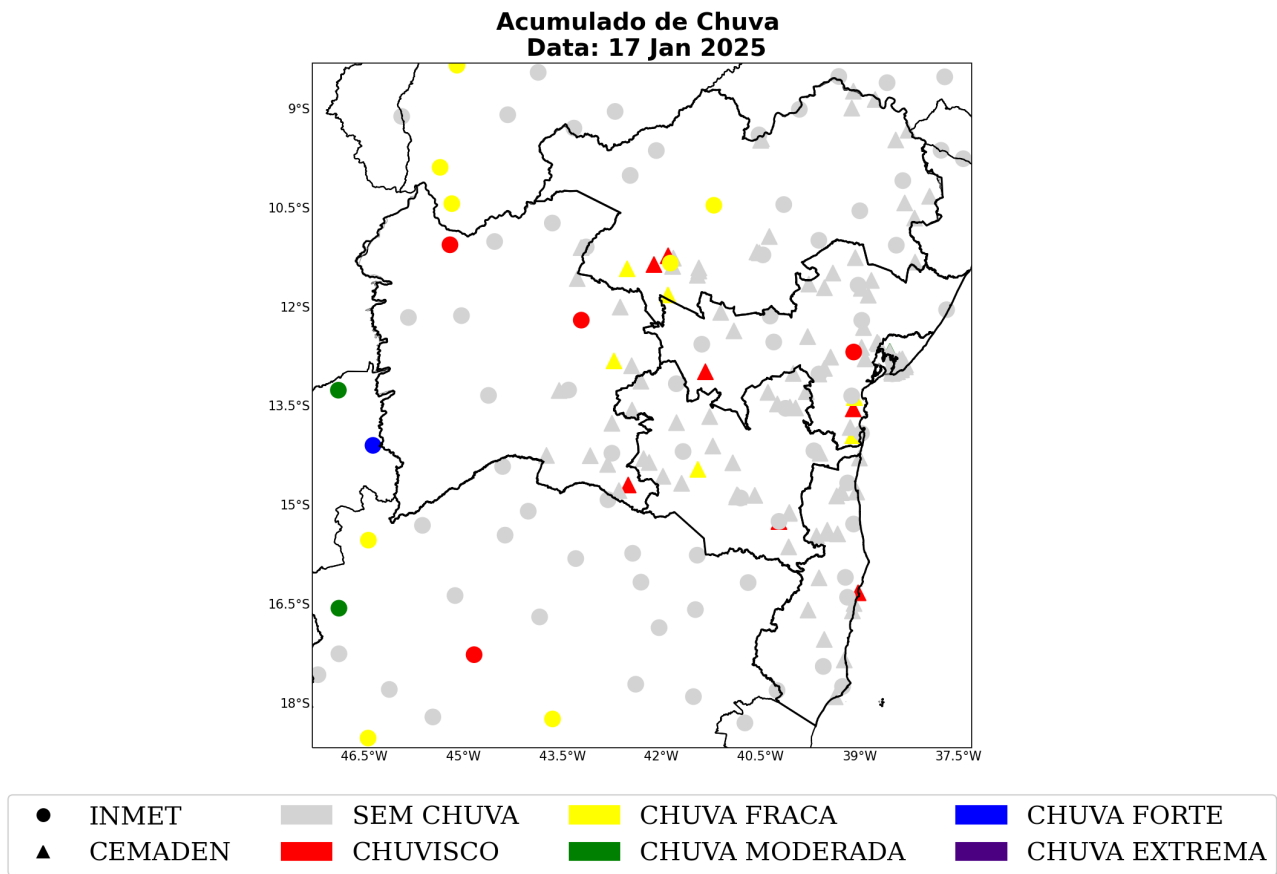 Acumulado de Chuva
Data: 17 Jan 2025
9°S
10.5°S
12°S
13.5°S
15°S
16.5°S
18°S
46.5°W 45°W 43.5°W 42°W 40.5°W 39°W 37.5°W
INMET SEM CHUVA CHUVA FRACA CHUVA FORTE
CEMADEN CHUVISCO CHUVA MODERADA CHUVA EXTREMA